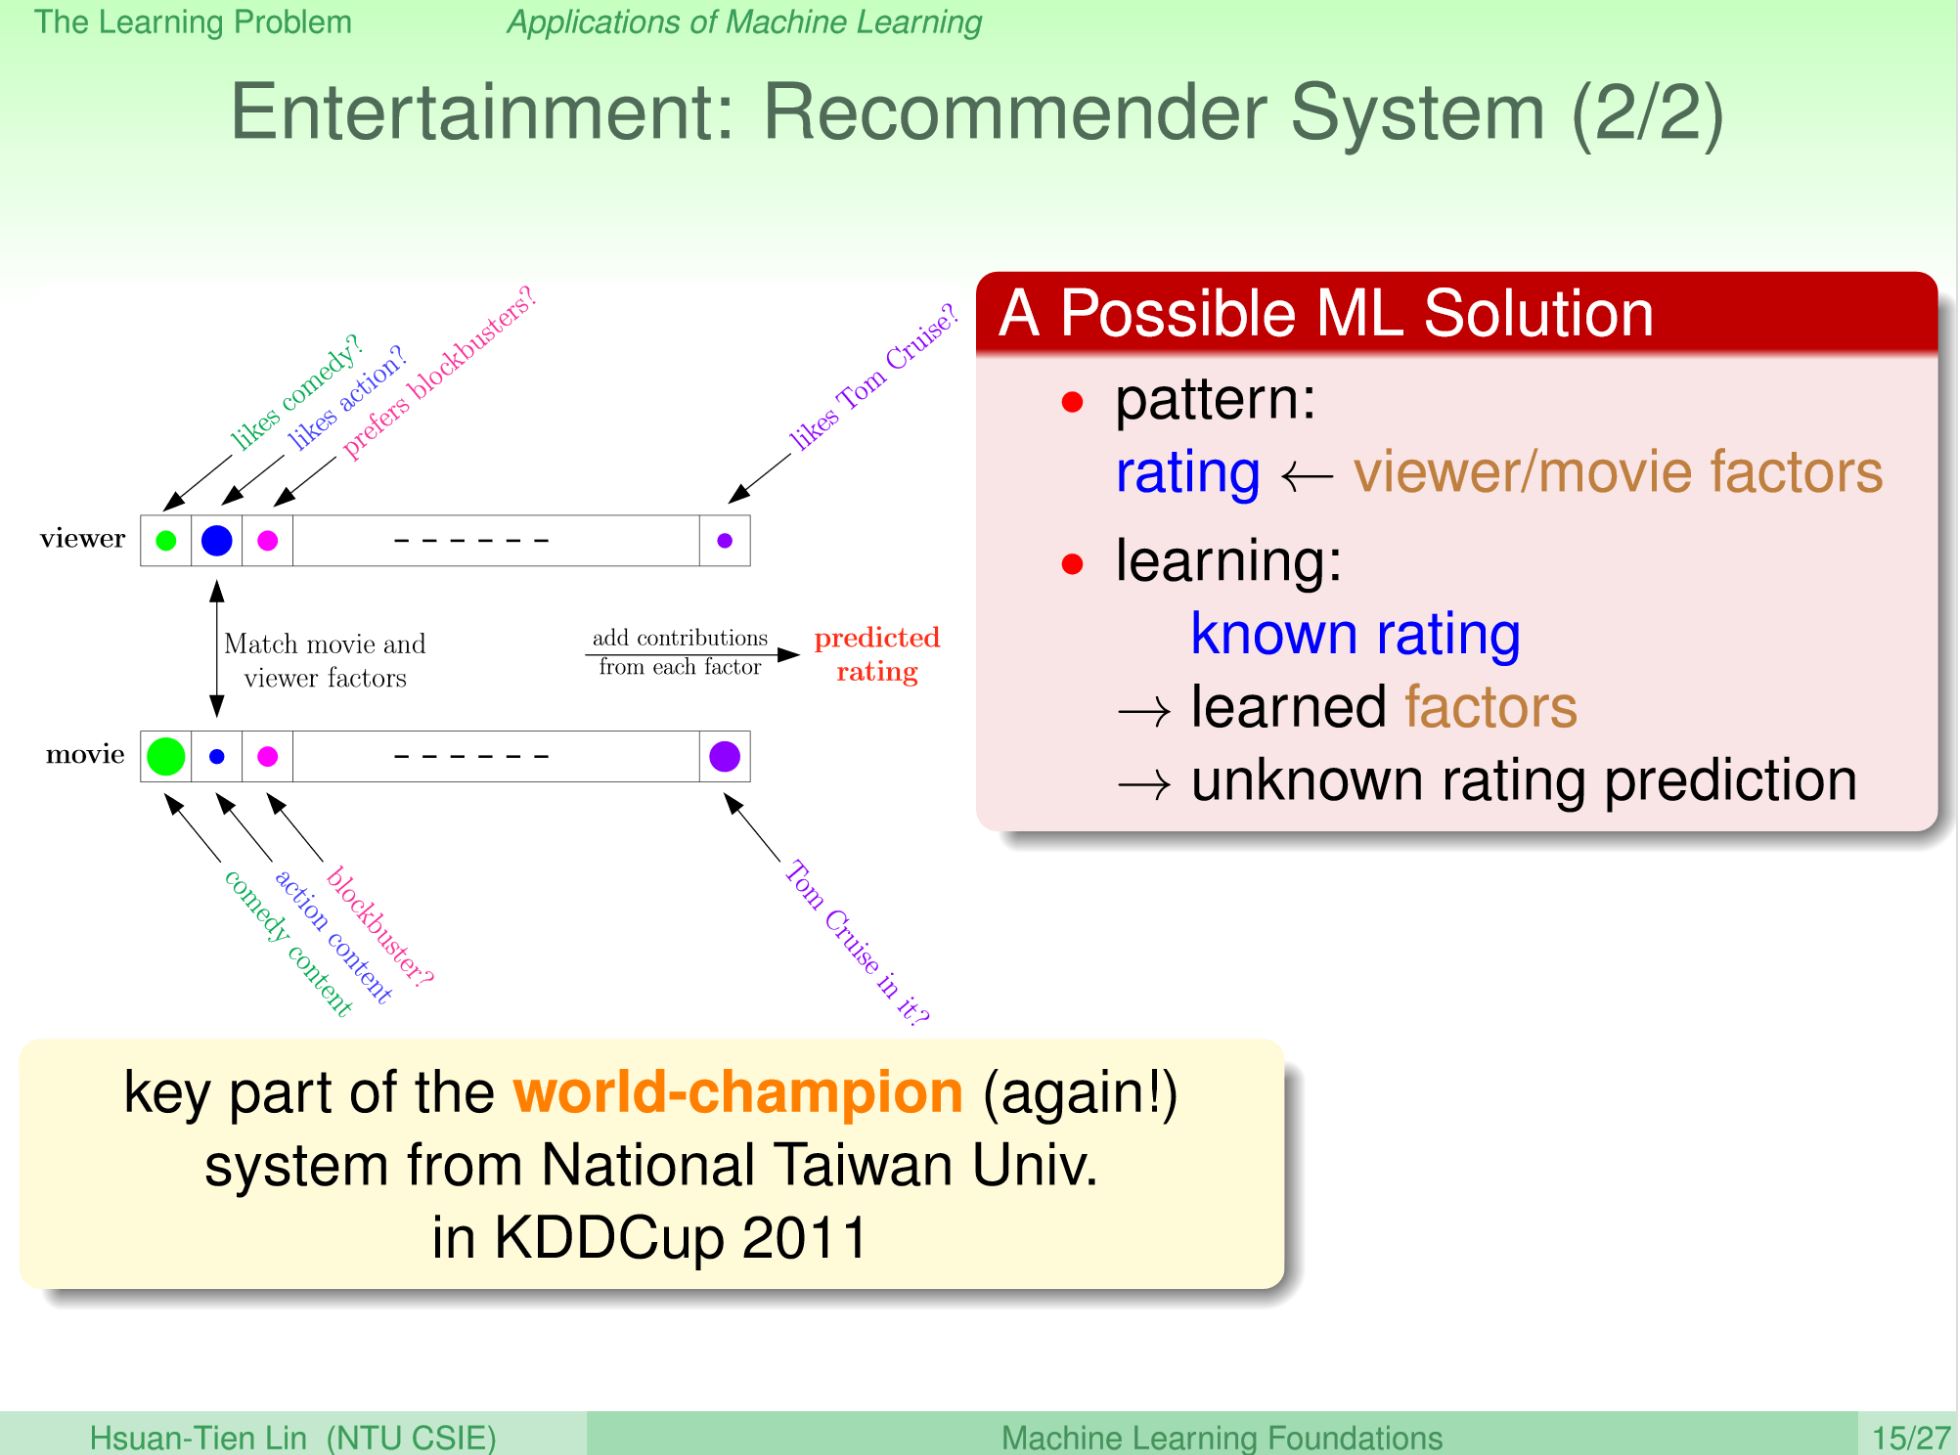 The Learning Problem
Applications of Machine Learning
Entertainment: Recommender System (2/2)
likes comedy?
likes action?
prefers blockbusters?
likes Tom Cruise?
viewer
Match movie and
viewer factors
add contributions
from each factor
predicted
rating
movie
comedy content
action content
blockbuster?
Tom Cruise in it?
A Possible ML Solution
• pattern:
rating ← viewer/movie factors
• learning:
known rating
→ learned factors
→ unknown rating prediction
key part of the world-champion (again!)
system from National Taiwan Univ.
in KDDCup 2011
Hsuan-Tien Lin (NTU CSIE)
Machine Learning Foundations
15/27